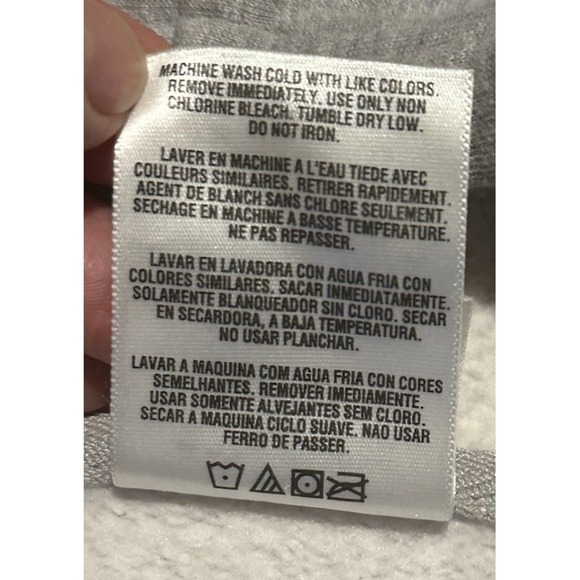 MACHINE WASH COLD WITH LIKE COLORS.
REMOVE IMMEDIATELY. USE ONLY NON
CHLORINE BLEACH. TUMBLE DRY LOW.
DO NOT IRON.
LAVER EN MACHINE A L'EAU TIEDE AVEC
COULEURS SIMILAIRES. RETIRER RAPIDEMENT.
AGENT DE BLANCH SANS CHLORE SEULEMENT.
SECHAGE EN MACHINE A BASSE TEMPERATURE.
NE PAS REPASSER.
LAVAR EN LAVADORA CON AGUA FRIA CON
COLORES SIMILARES. SACAR INMEDIATAMENTE.
SOLAMENTE BLANQUEADOR SIN CLORO. SECAR
EN SECARDORA, A BAJA TEMPERATURA.
NO USAR PLANCHAR.
LAVAR A MAQUINA COM AGUA FRIA CON CORES
SEMELHANTES. REMOVER IMEDIAMENTE.
USAR SOMENTE ALVEJANTES SEM CLORO.
SECAR A MAQUINA CICLO SUAVE. NAO USAR
FERRO DE PASSER.